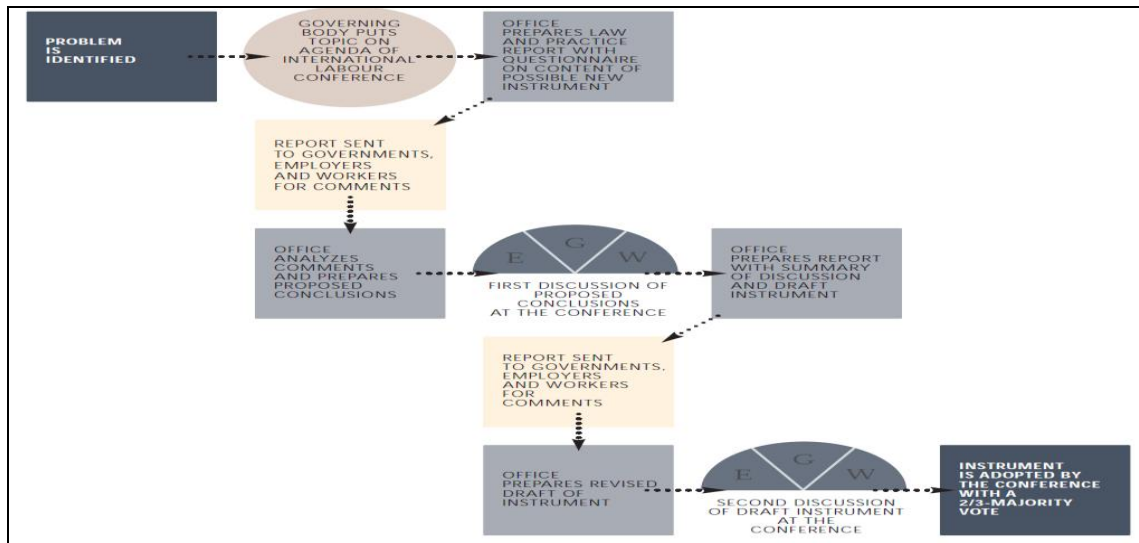 PROBLEM
IS
IDENTIFIED
GOVERNING
BODY PUTS
TOPIC ON
AGENDA OF
INTERNATIONAL
LABOUR
CONFERENCE
OFFICE
PREPARES LAW
AND PRACTICE
REPORT WITH
QUESTIONNAIRE
ON CONTENT OF
POSSIBLE NEW
INSTRUMENT
REPORT SENT
TO GOVERNMENTS,
EMPLOYERS
AND WORKERS
FOR COMMENTS
OFFICE
ANALYZES
COMMENTS
AND PREPARES
PROPOSED
CONCLUSIONS
E G W
FIRST DISCUSSION OF
PROPOSED
CONCLUSIONS
AT THE CONFERENCE
OFFICE
PREPARES REPORT
WITH SUMMARY
OF DISCUSSION
AND DRAFT
INSTRUMENT
REPORT SENT
TO GOVERNMENTS,
EMPLOYERS
AND WORKERS
FOR
COMMENTS
OFFICE
PREPARES REVISED
DRAFT OF
INSTRUMENT
E G W
SECOND DISCUSSION
OF DRAFT INSTRUMENT
AT THE
CONFERENCE
INSTRUMENT
IS ADOPTED BY
THE CONFERENCE
WITH A
2/3-MAJORITY
VOTE